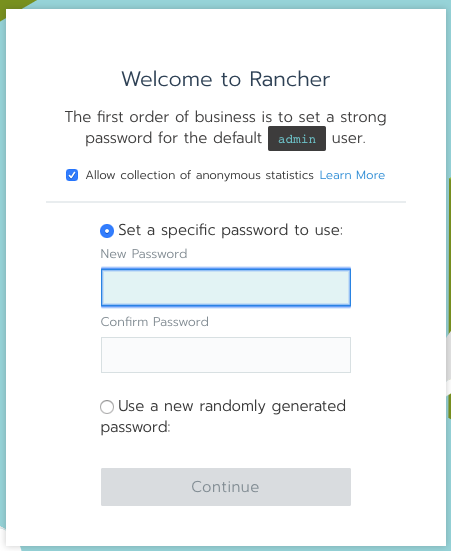 Welcome to Rancher
The first order of business is to set a strong
password for the default admin user.
Allow collection of anonymous statistics Learn More
Set a specific password to use:
New Password
Confirm Password
Use a new randomly generated
password:
Continue